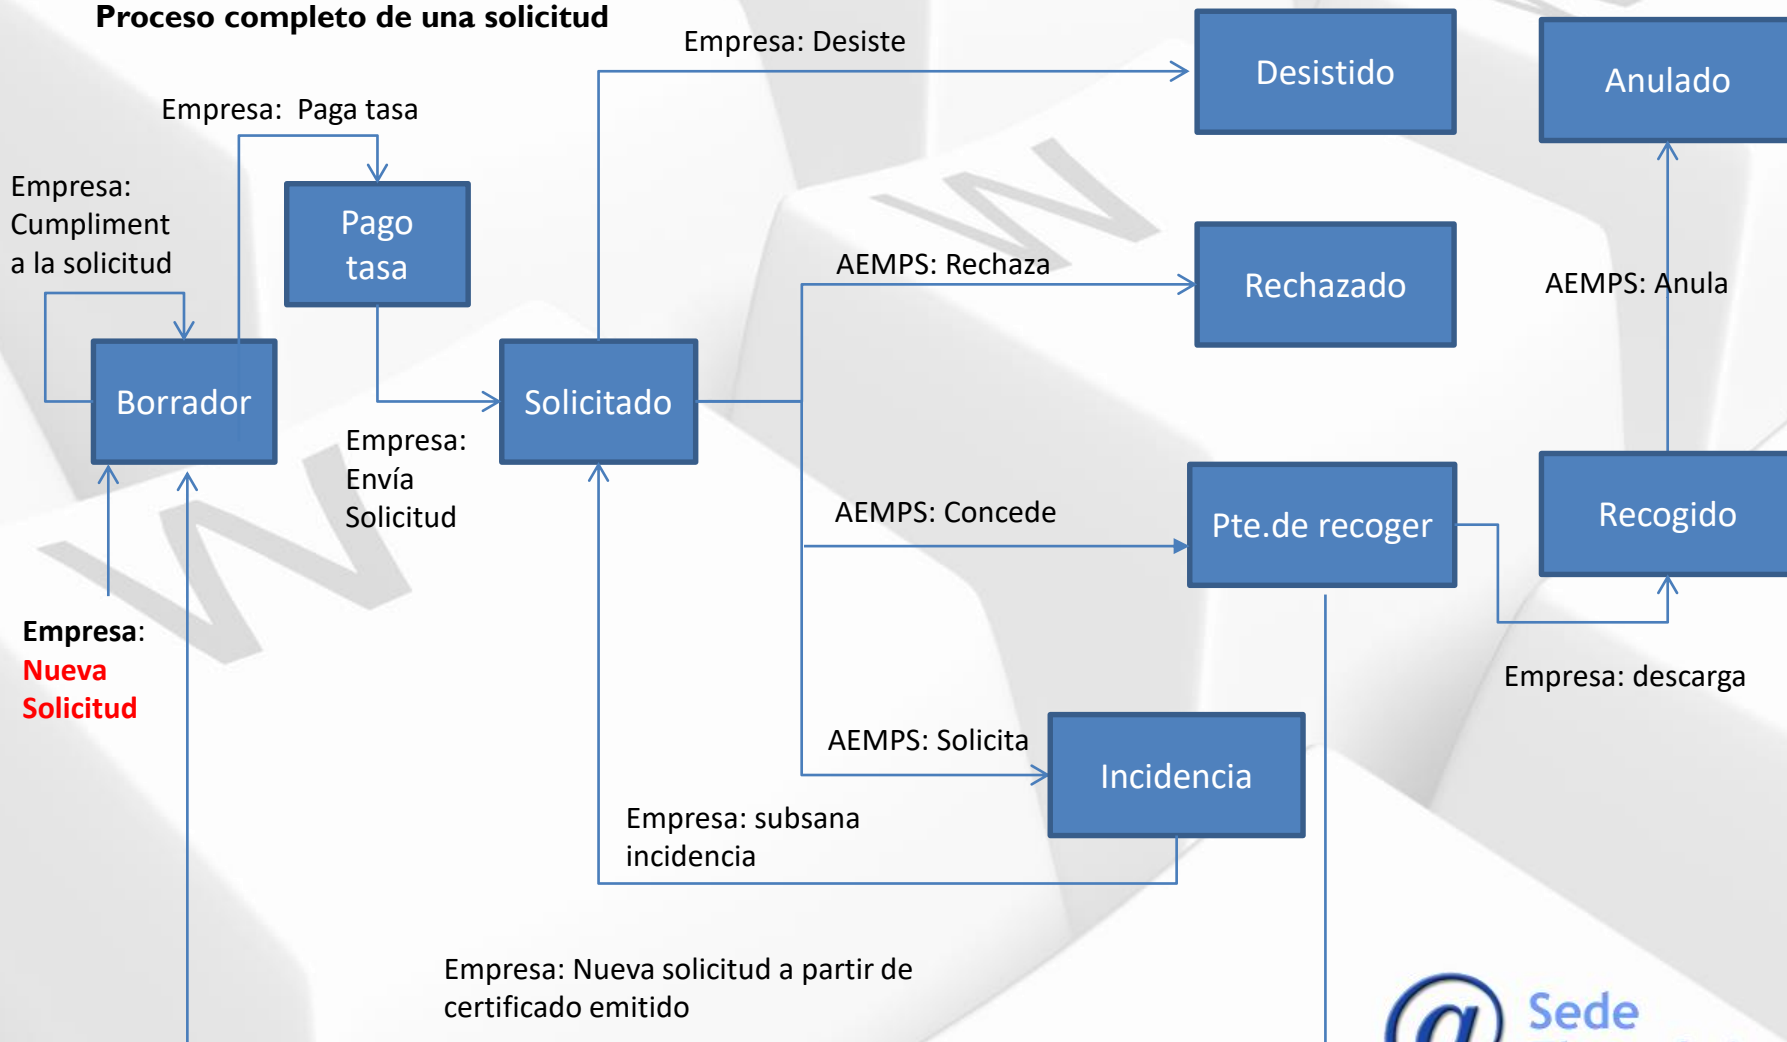 Proceso completo de una solicitud
Empresa: Desiste
Desistido
Anulado
Empresa:  Paga tasa
Empresa:
Cumpliment
a la solicitud
Pago
tasa
AEMPS: Rechaza
Rechazado
AEMPS: Anula
Borrador
Solicitado
Empresa:
Envía
Solicitud
AEMPS: Concede
Pte.de recoger
Recogido
Empresa:
Nueva
Solicitud
Empresa: descarga
AEMPS: Solicita
Incidencia
Empresa: subsana
incidencia
Empresa: Nueva solicitud a partir de
certificado emitido
@ Sede